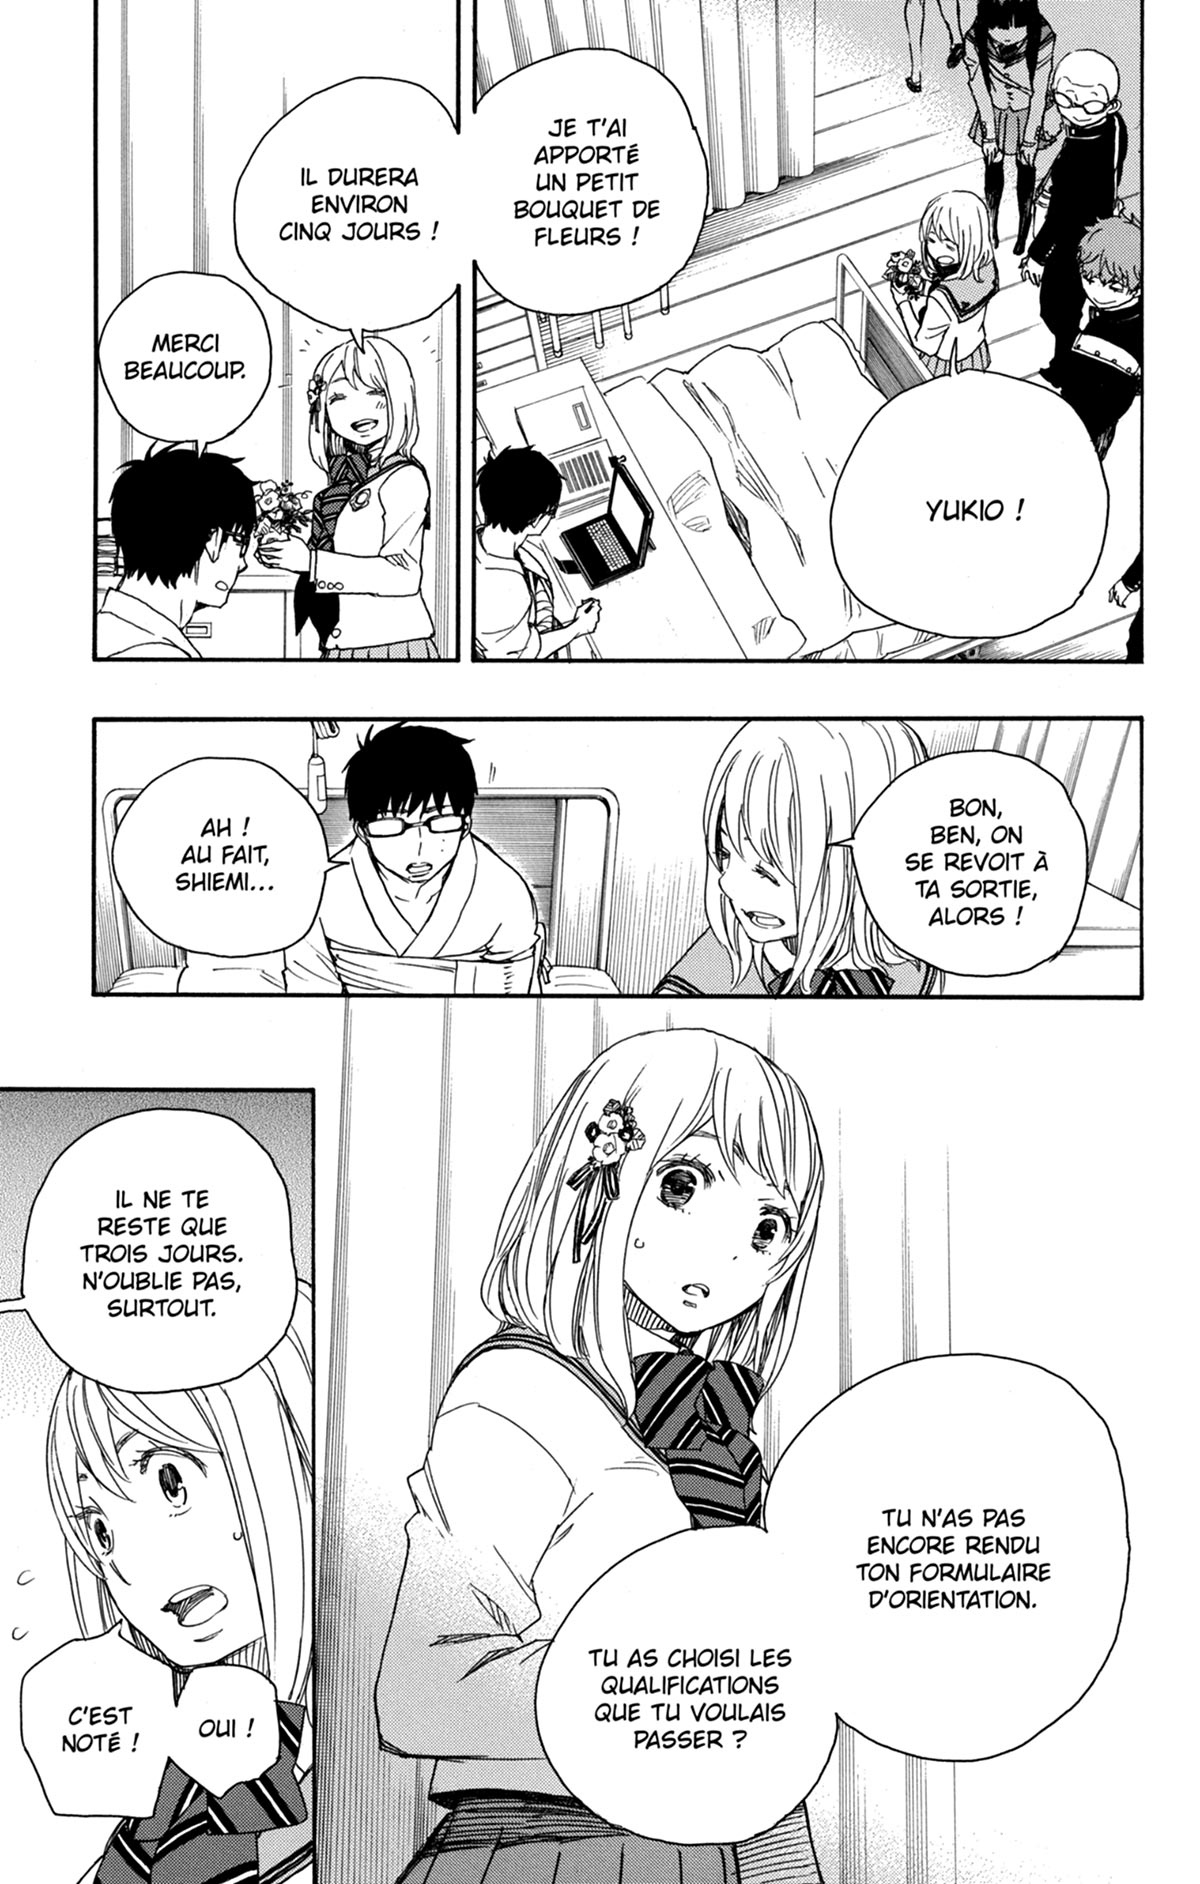 YUKIO !
JE T'AI
APPORTÉ
UN PETIT
BOUQUET DE
FLEURS !
IL DURERA
ENVIRON
CINQ JOURS !
MERCI
BEAUCOUP.
BON,
BEN, ON
SE REVOIT À
TA SORTIE,
ALORS !
AH !
AU FAIT,
SHIEMI...
TU N'AS PAS
ENCORE RENDU
TON FORMULAIRE
D'ORIENTATION.
TU AS CHOISI LES
QUALIFICATIONS
QUE TU VOULAIS
PASSER ?
IL NE TE
RESTE QUE
TROIS JOURS.
N'OUBLIE PAS,
SURTOUT.
OUI !
C'EST
NOTÉ !